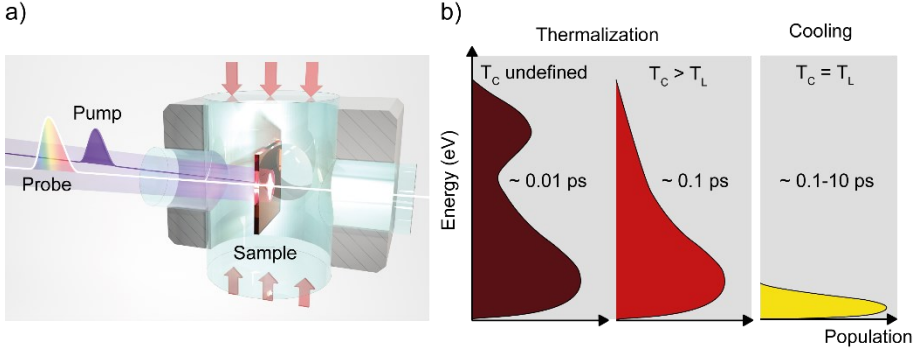 a)
Pump
Probe
Sample
b)
Thermalization
Cooling
T_C undefined
T_C > T_L
T_C = T_L
~ 0.01 ps
~ 0.1 ps
~ 0.1-10 ps
Energy (eV)
Population